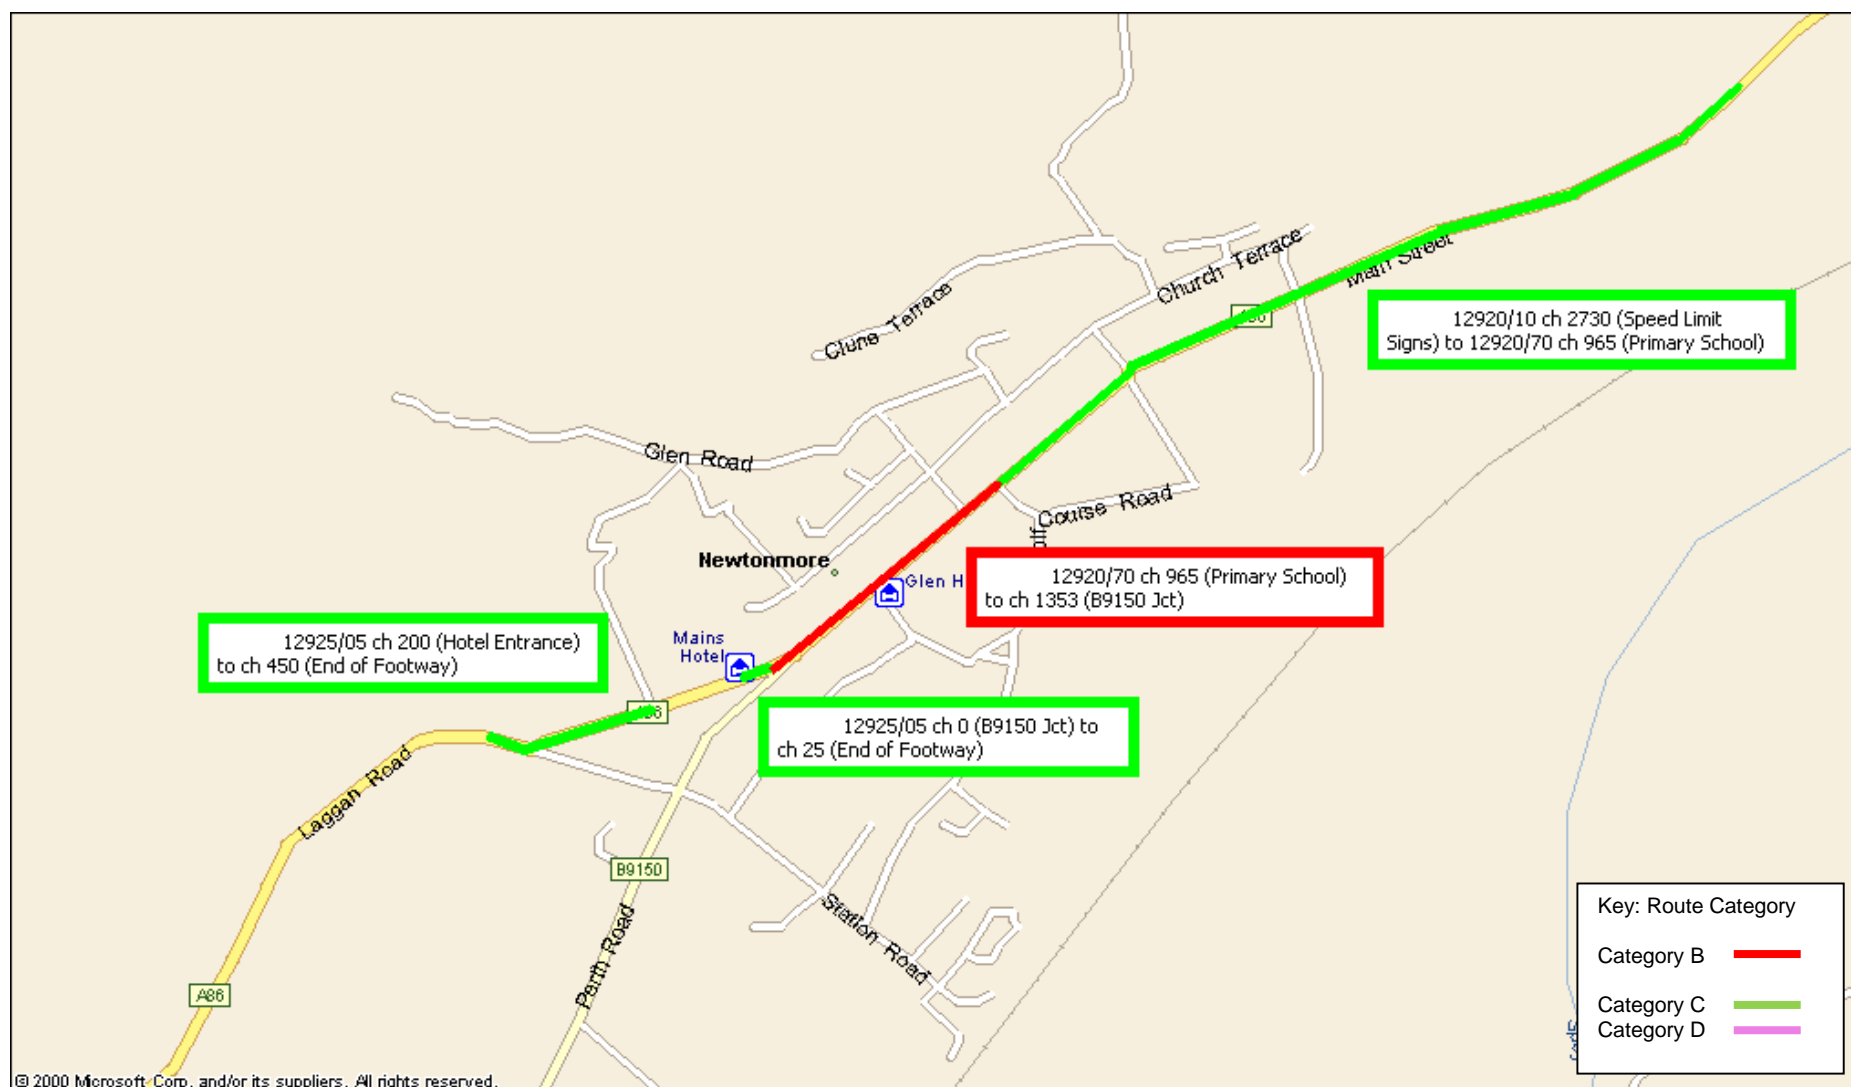 Clune Terrace
Church Terrace
Main Street
12920/10 ch 2730 (Speed Limit
Signs) to 12920/70 ch 965 (Primary School)
Glen Road
Course Road
Newtonmore
Glen H
12920/70 ch 965 (Primary School)
to ch 1353 (B9150 Jct)
12925/05 ch 200 (Hotel Entrance)
to ch 450 (End of Footway)
Mains
Hotel
12925/05 ch 0 (B9150 Jct) to
ch 25 (End of Footway)
Laggan Road
B9150
Station Road
Perth Road
A86
Key: Route Category
Category B
Category C
Category D
© 2000 Microsoft Corp. and/or its suppliers. All rights reserved.